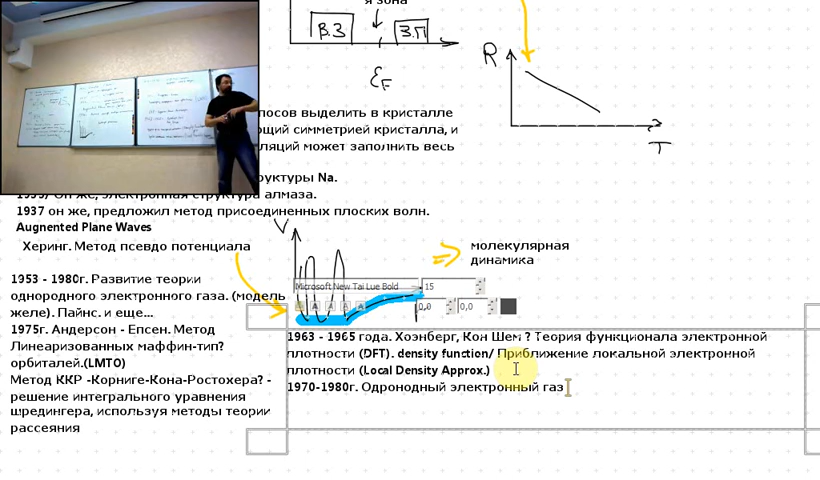 я зона
В.З
З.П
εF
R
T
лосов выделить в кристалле
ющий симметрией кристалла, и
ляций может заполнить весь
руктуры Na.
1935/ Он же, электронная структура алмаза.
1937 он же, предложил метод присоединенных плоских волн.
Augnented Plane Waves
Херинг. Метод псевдо потенциала
V
молекулярная
динамика
Microsoft New Tai Lue Bold
15
0,0
0,0
1953 - 1980г. Развитие теории
однородного электронного газа. (модель
желе). Пайнс. и еще...
1975г. Андерсон - Епсен. Метод
Линеаризованных маффин-тип?
орбиталей.(LMTO)
Метод ККР -Корниге-Кона-Ростохера? -
решение интегрального уравнения
шредингера, используя методы теории
рассеяния
1963 - 1965 года. Хоэнберг, Кон Шем ? Теория функционала электронной
плотности (DFT). density function/ Приближение локальной электронной
плотности (Local Density Approx.)
1970-1980г. Одронодный электронный газ